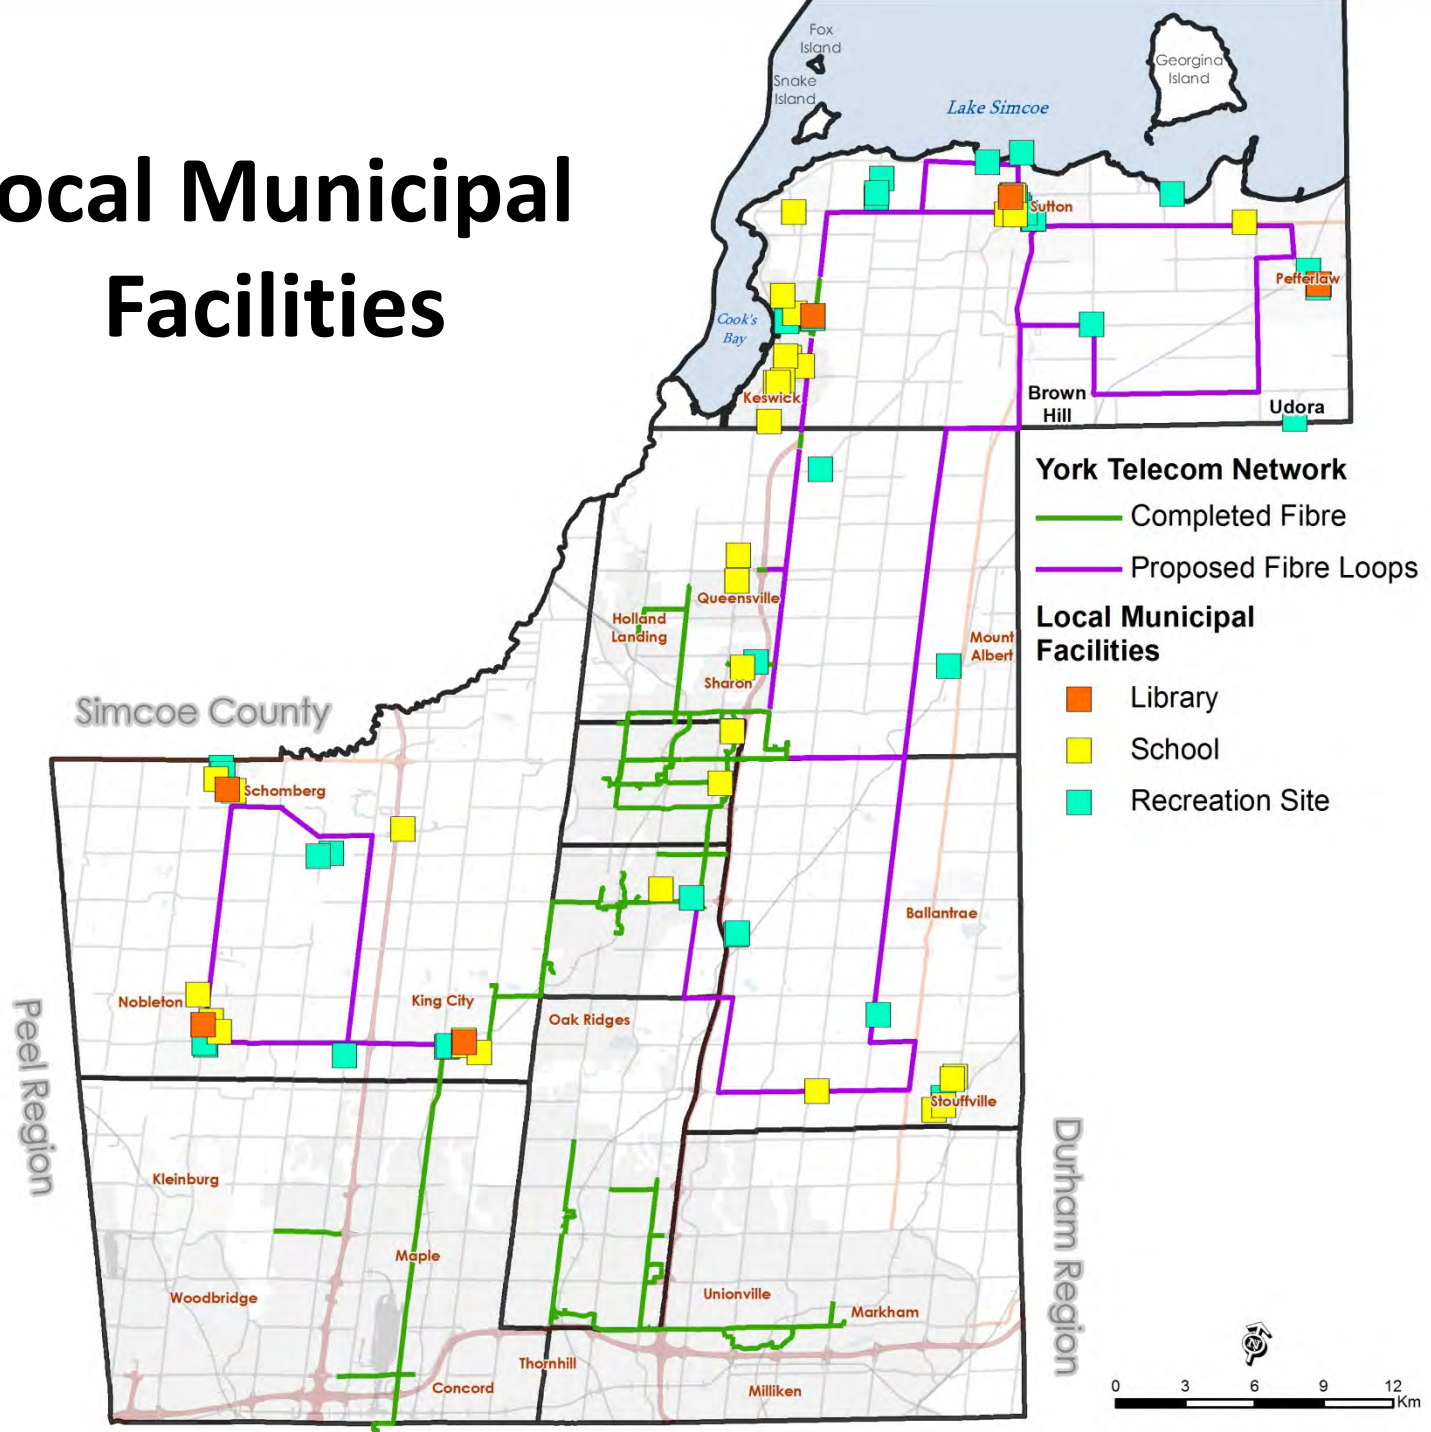 ocal Municipal
Facilities
Fox
Island
Snake
Island
Georgina
Island
Lake Simcoe
Sutton
Pefferlaw
Cook's
Bay
Keswick
Brown
Hill
Udora
York Telecom Network
Completed Fibre
Proposed Fibre Loops
Local Municipal
Facilities
Library
School
Recreation Site
Queensville
Holland
Landing
Mount
Albert
Sharon
Simcoe County
Schomberg
Ballantrae
Nobleton
King City
Oak Ridges
Peel Region
Stouffville
Durham Region
Kleinburg
Maple
Woodbridge
Unionville
Markham
Thornhill
Concord
Milliken
N
0 3 6 9 12
Km